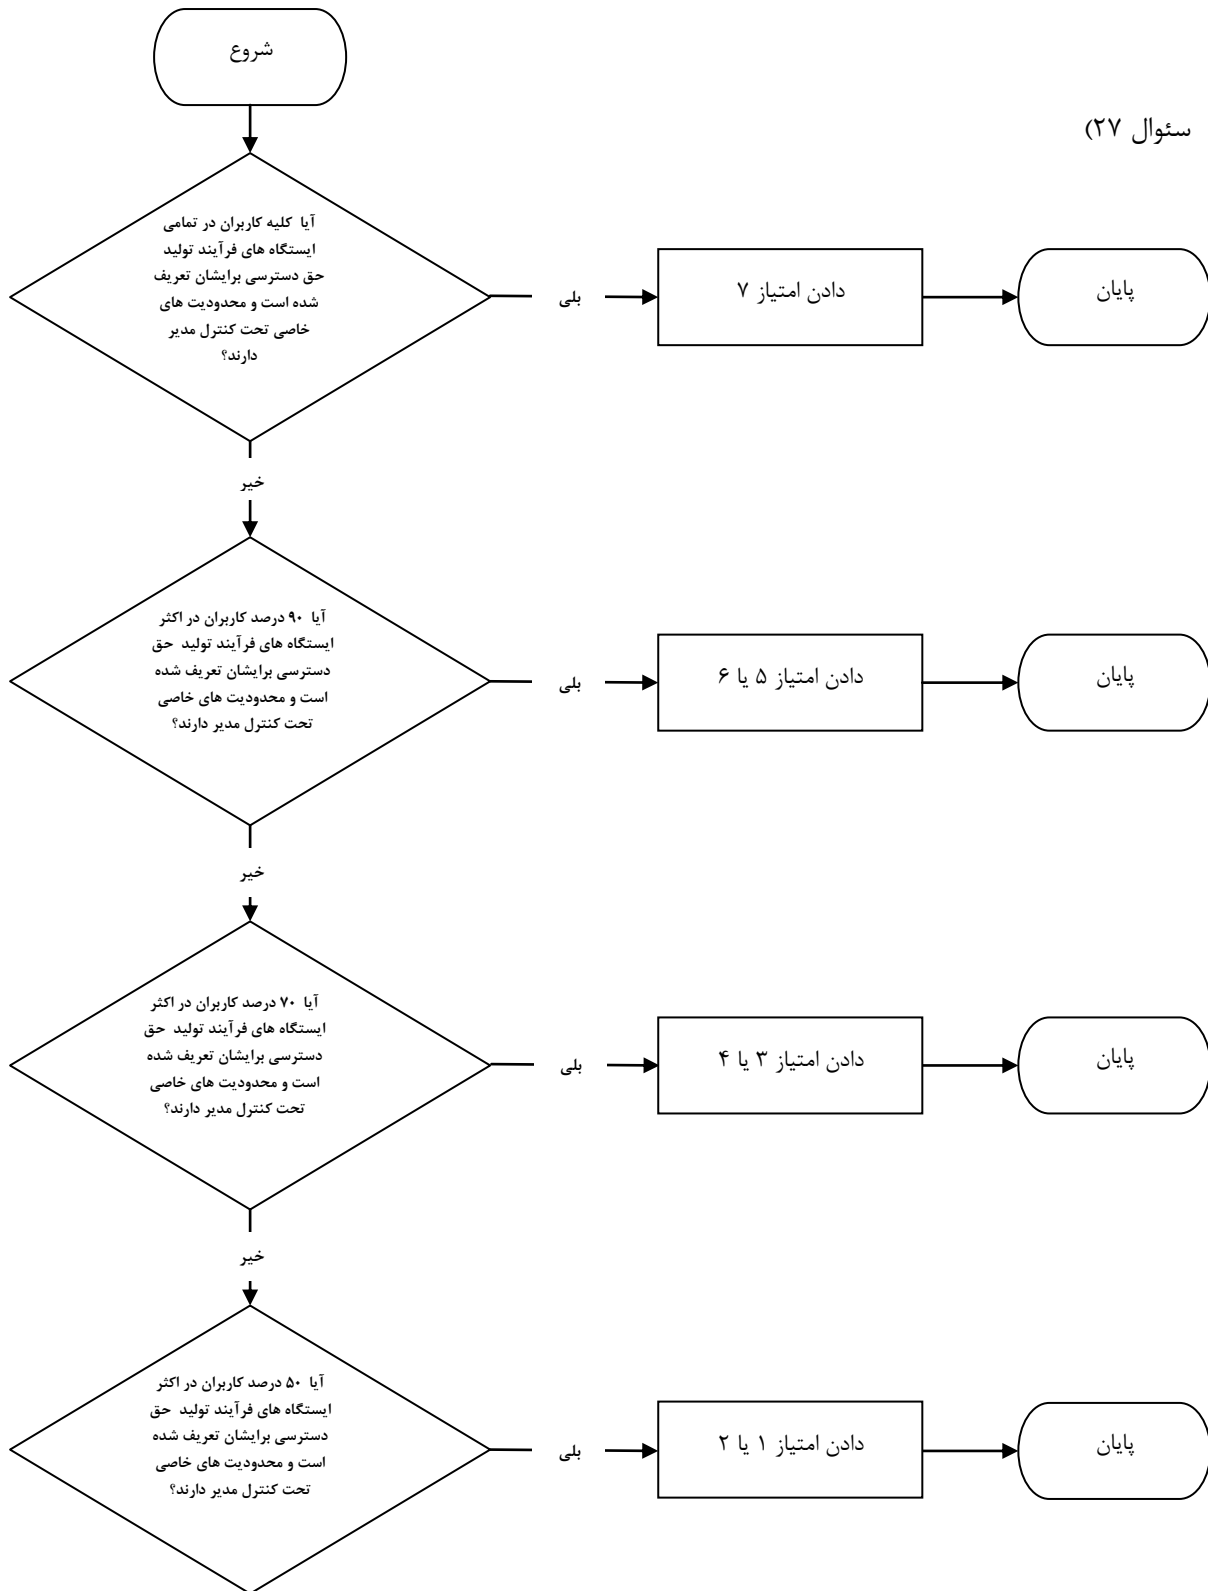 شروع
سئوال ۲۷)
آیا کلیه کاربران در تمامی
ایستگاه های فرآیند تولید
حق دسترسی برایشان تعریف
شده است و محدودیت های
خاصی تحت کنترل مدیر
دارند؟
بلی
دادن امتیاز ۷
پایان
خیر
آیا ۹۰ درصد کاربران در اکثر
ایستگاه های فرآیند تولید حق
دسترسی برایشان تعریف شده
است و محدودیت های خاصی
تحت کنترل مدیر دارند؟
بلی
دادن امتیاز ۵ یا ۶
پایان
خیر
آیا ۷۰ درصد کاربران در اکثر
ایستگاه های فرآیند تولید حق
دسترسی برایشان تعریف شده
است و محدودیت های خاصی
تحت کنترل مدیر دارند؟
بلی
دادن امتیاز ۳ یا ۴
پایان
خیر
آیا ۵۰ درصد کاربران در اکثر
ایستگاه های فرآیند تولید حق
دسترسی برایشان تعریف شده
است و محدودیت های خاصی
تحت کنترل مدیر دارند؟
بلی
دادن امتیاز ۱ یا ۲
پایان